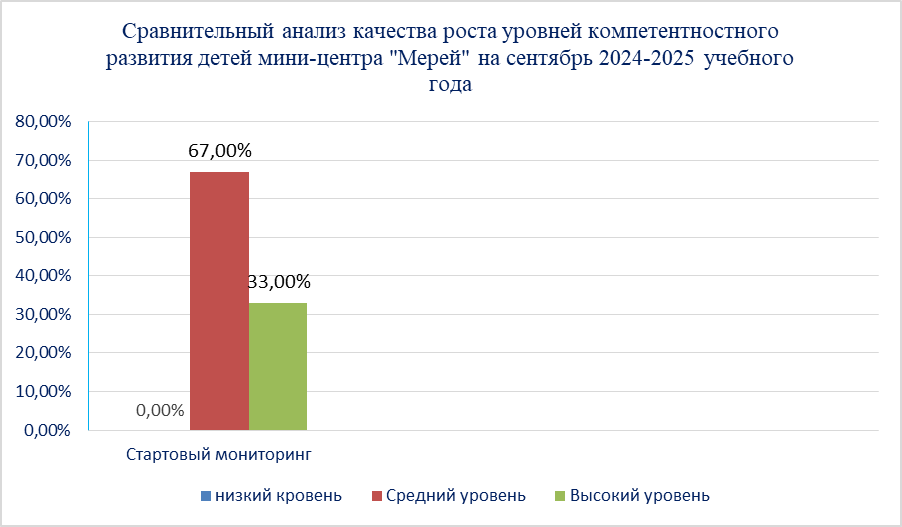 Сравнительный анализ качества роста уровней компетентностного
развития детей мини-центра "Мерей" на сентябрь 2024-2025 учебного
года
80,00%
70,00%
60,00%
50,00%
40,00%
30,00%
20,00%
10,00%
0,00%
67,00%
33,00%
0,00%
Стартовый мониторинг
низкий кровень
Средний уровень
Высокий уровень